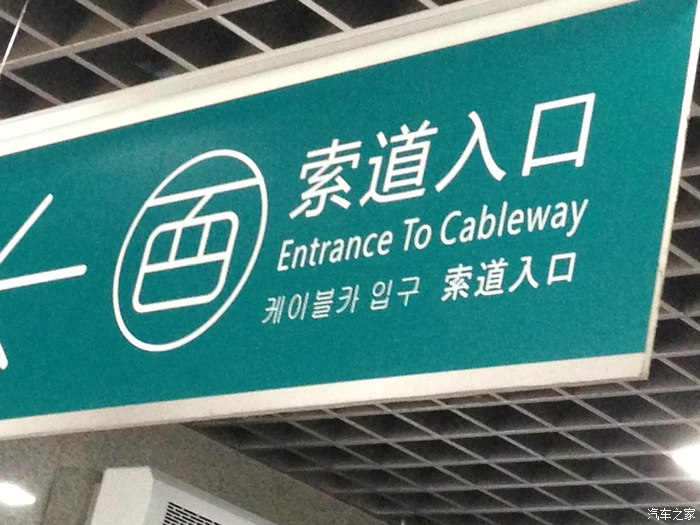 西
索道入口
Entrance To Cableway
케이블카 입구 索道入口
汽车之家